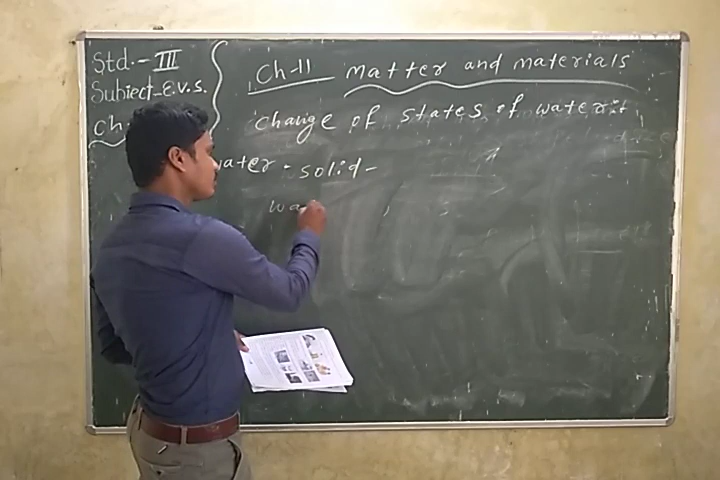 Std.- III
Subject-E.V.S.
Ch
Ch-11 Matter and materials
Change of states of water:-
water - solid-
wa